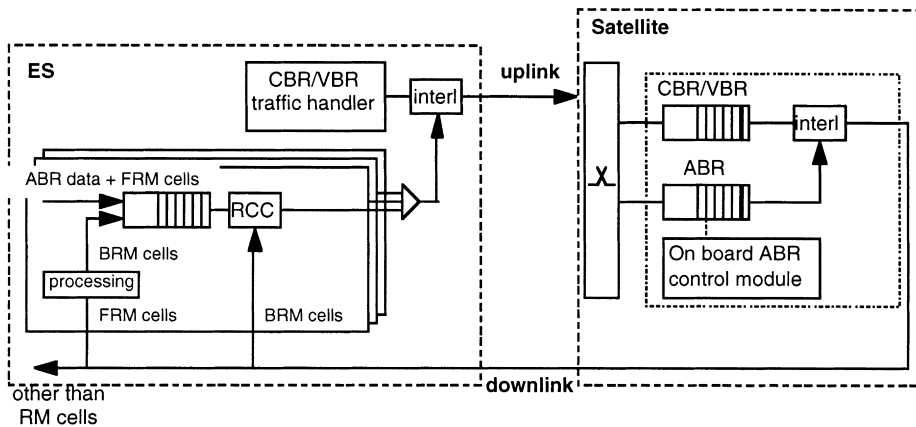 ES
CBR/VBR
traffic handler
interl
uplink
Satellite
CBR/VBR
interl
ABR
On board ABR
control module
ABR data + FRM cells
RCC
BRM cells
processing
FRM cells
BRM cells
downlink
other than
RM cells